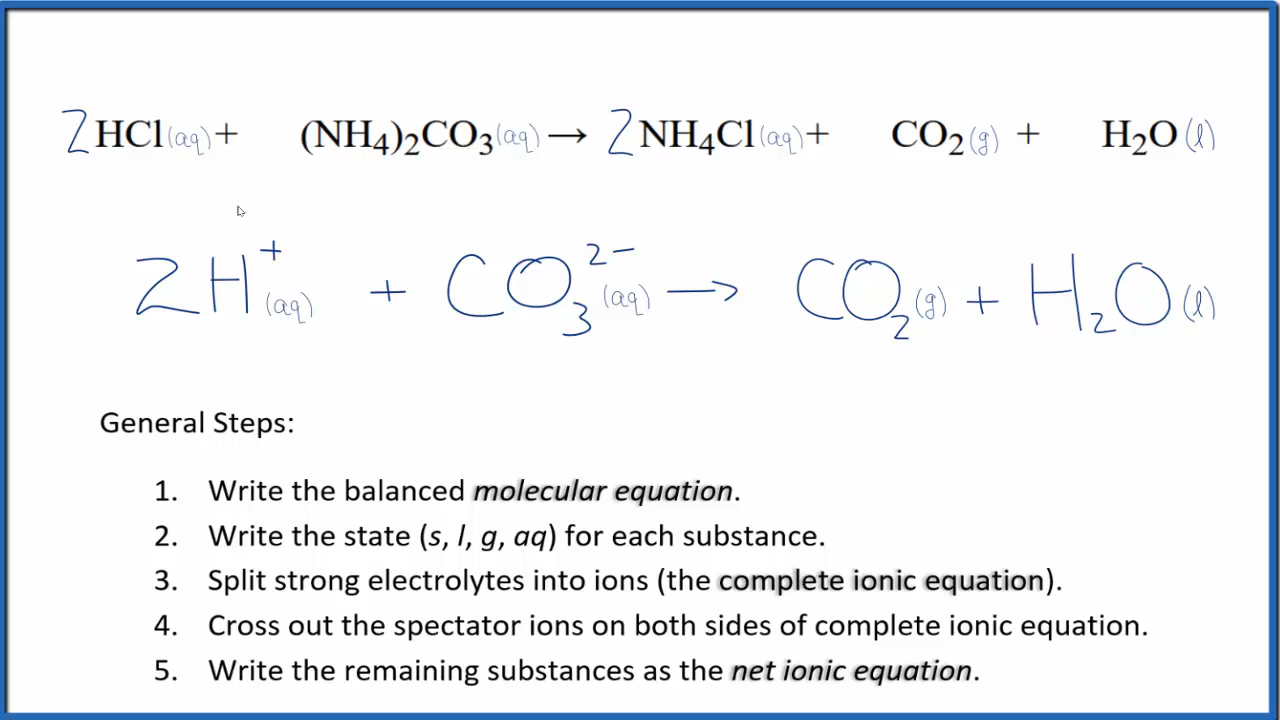 2HCl(aq) + (NH₄)₂CO₃(aq) → 2NH₄Cl(aq) + CO₂(g) + H₂O(l)
2H⁺(aq) + CO₃²⁻(aq) → CO₂(g) + H₂O(l)
General Steps:
1. Write the balanced molecular equation.
2. Write the state (s, l, g, aq) for each substance.
3. Split strong electrolytes into ions (the complete ionic equation).
4. Cross out the spectator ions on both sides of complete ionic equation.
5. Write the remaining substances as the net ionic equation.